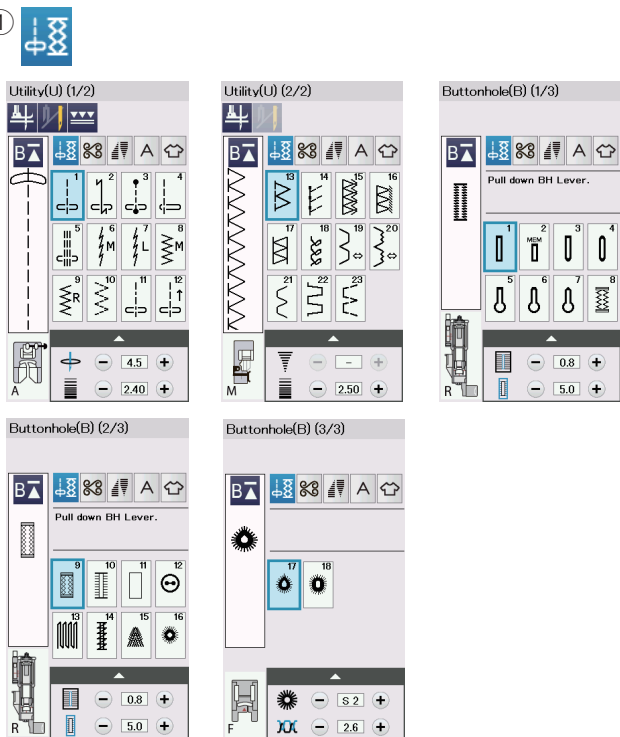 1
Utility(U) (1/2)
B
A
1 2 3 4
5 6 M 7 L 8 M
9 R 10 11 12
4.5
A
2.40
Utility(U) (2/2)
B
A
13 14 15 16
17 18 19 20
21 22 23
-
M
2.50
Buttonhole(B) (1/3)
B
A
Pull down BH Lever.
1 2 3 4
MEM
5 6 7 8
0.8
R
5.0
Buttonhole(B) (2/3)
B
A
Pull down BH Lever.
9 10 11 12
13 14 15 16
0.8
R
5.0
Buttonhole(B) (3/3)
B
A
17 18
S 2
F
2.6